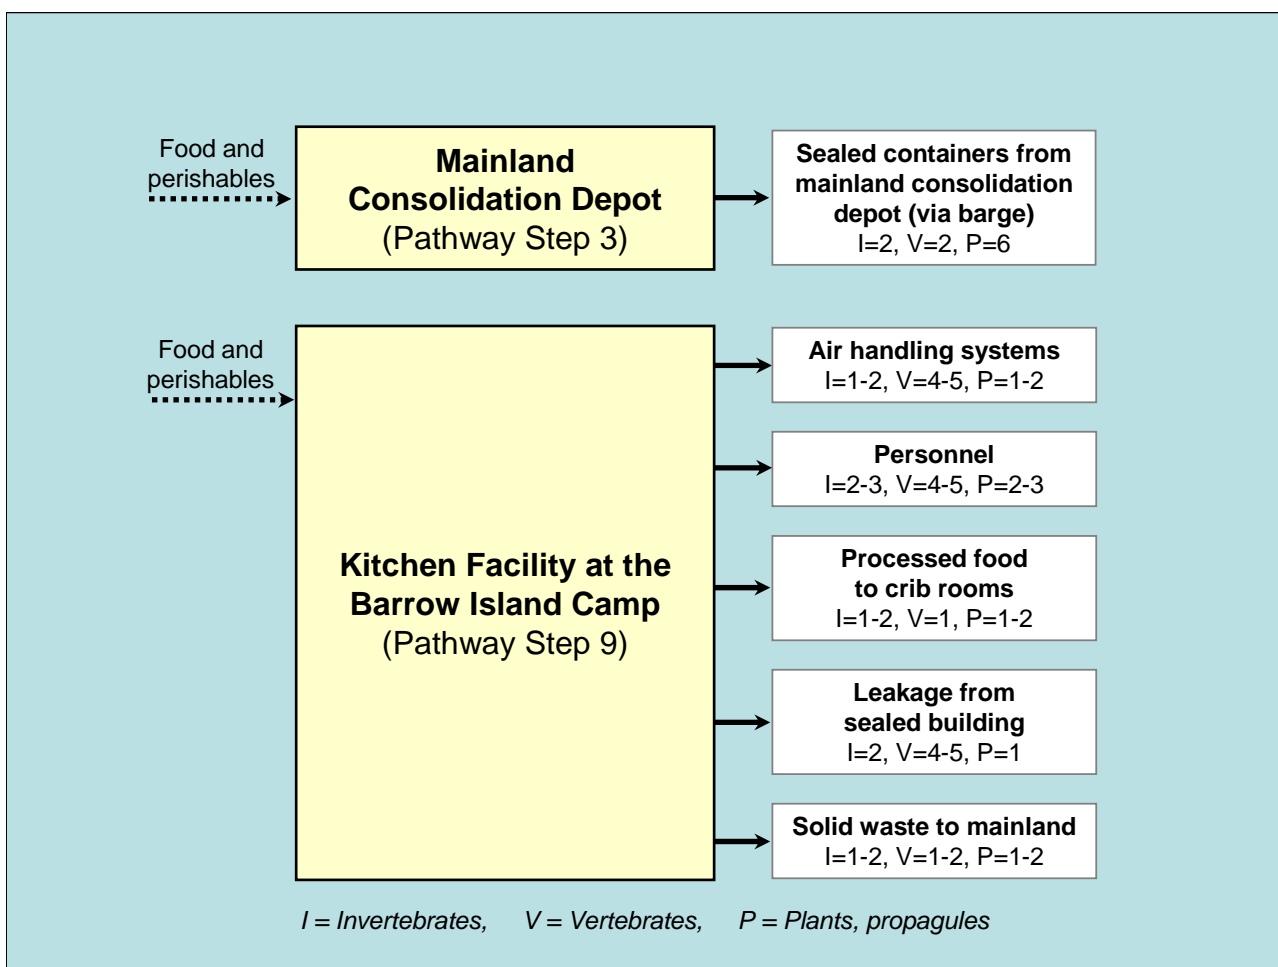 Food and
perishables
Mainland
Consolidation Depot
(Pathway Step 3)
Sealed containers from
mainland consolidation
depot (via barge)
I=2, V=2, P=6
Food and
perishables
Kitchen Facility at the
Barrow Island Camp
(Pathway Step 9)
Air handling systems
I=1-2, V=4-5, P=1-2
Personnel
I=2-3, V=4-5, P=2-3
Processed food
to crib rooms
I=1-2, V=1, P=1-2
Leakage from
sealed building
I=2, V=4-5, P=1
Solid waste to mainland
I=1-2, V=1-2, P=1-2
I = Invertebrates, V = Vertebrates, P = Plants, propagules